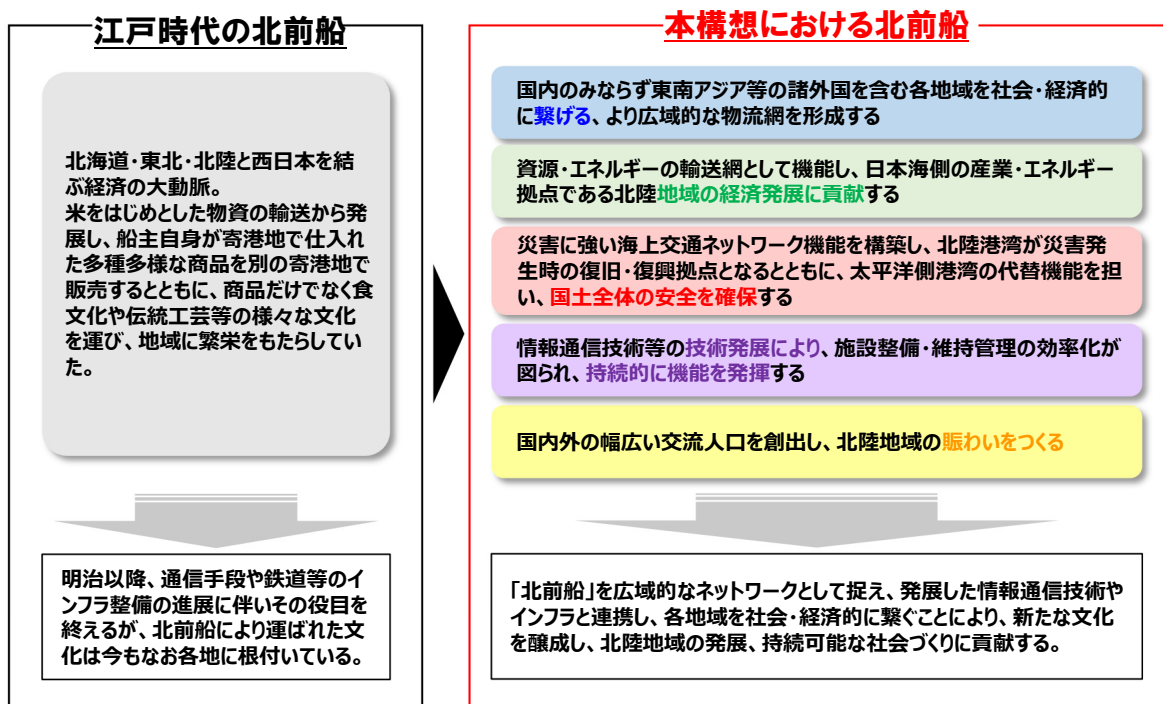 江戸時代の北前船
北海道・東北・北陸と西日本を結
ぶ経済の大動脈。
米をはじめとした物資の輸送から発
展し、船主自身が寄港地で仕入れ
た多種多様な商品を別の寄港地で
販売するとともに、商品だけでなく食
文化や伝統工芸等の様々な文化
を運び、地域に繁栄をもたらしてい
た。
明治以降、通信手段や鉄道等のイ
ンフラ整備の進展に伴いその役目を
終えるが、北前船により運ばれた文
化は今もなお各地に根付いている。
本構想における北前船
国内のみならず東南アジア等の諸外国を含む各地域を社会・経済的
に繋げる、より広域的な物流網を形成する
資源・エネルギーの輸送網として機能し、日本海側の産業・エネルギー
拠点である北陸地域の経済発展に貢献する
災害に強い海上交通ネットワーク機能を構築し、北陸港湾が災害発
生時の復旧・復興拠点となるとともに、太平洋側港湾の代替機能を担
い、国土全体の安全を確保する
情報通信技術等の技術発展により、施設整備・維持管理の効率化が
図られ、持続的に機能を発揮する
国内外の幅広い交流人口を創出し、北陸地域の賑わいをつくる
「北前船」を広域的なネットワークとして捉え、発展した情報通信技術や
インフラと連携し、各地域を社会・経済的に繋ぐことにより、新たな文化
を醸成し、北陸地域の発展、持続可能な社会づくりに貢献する。